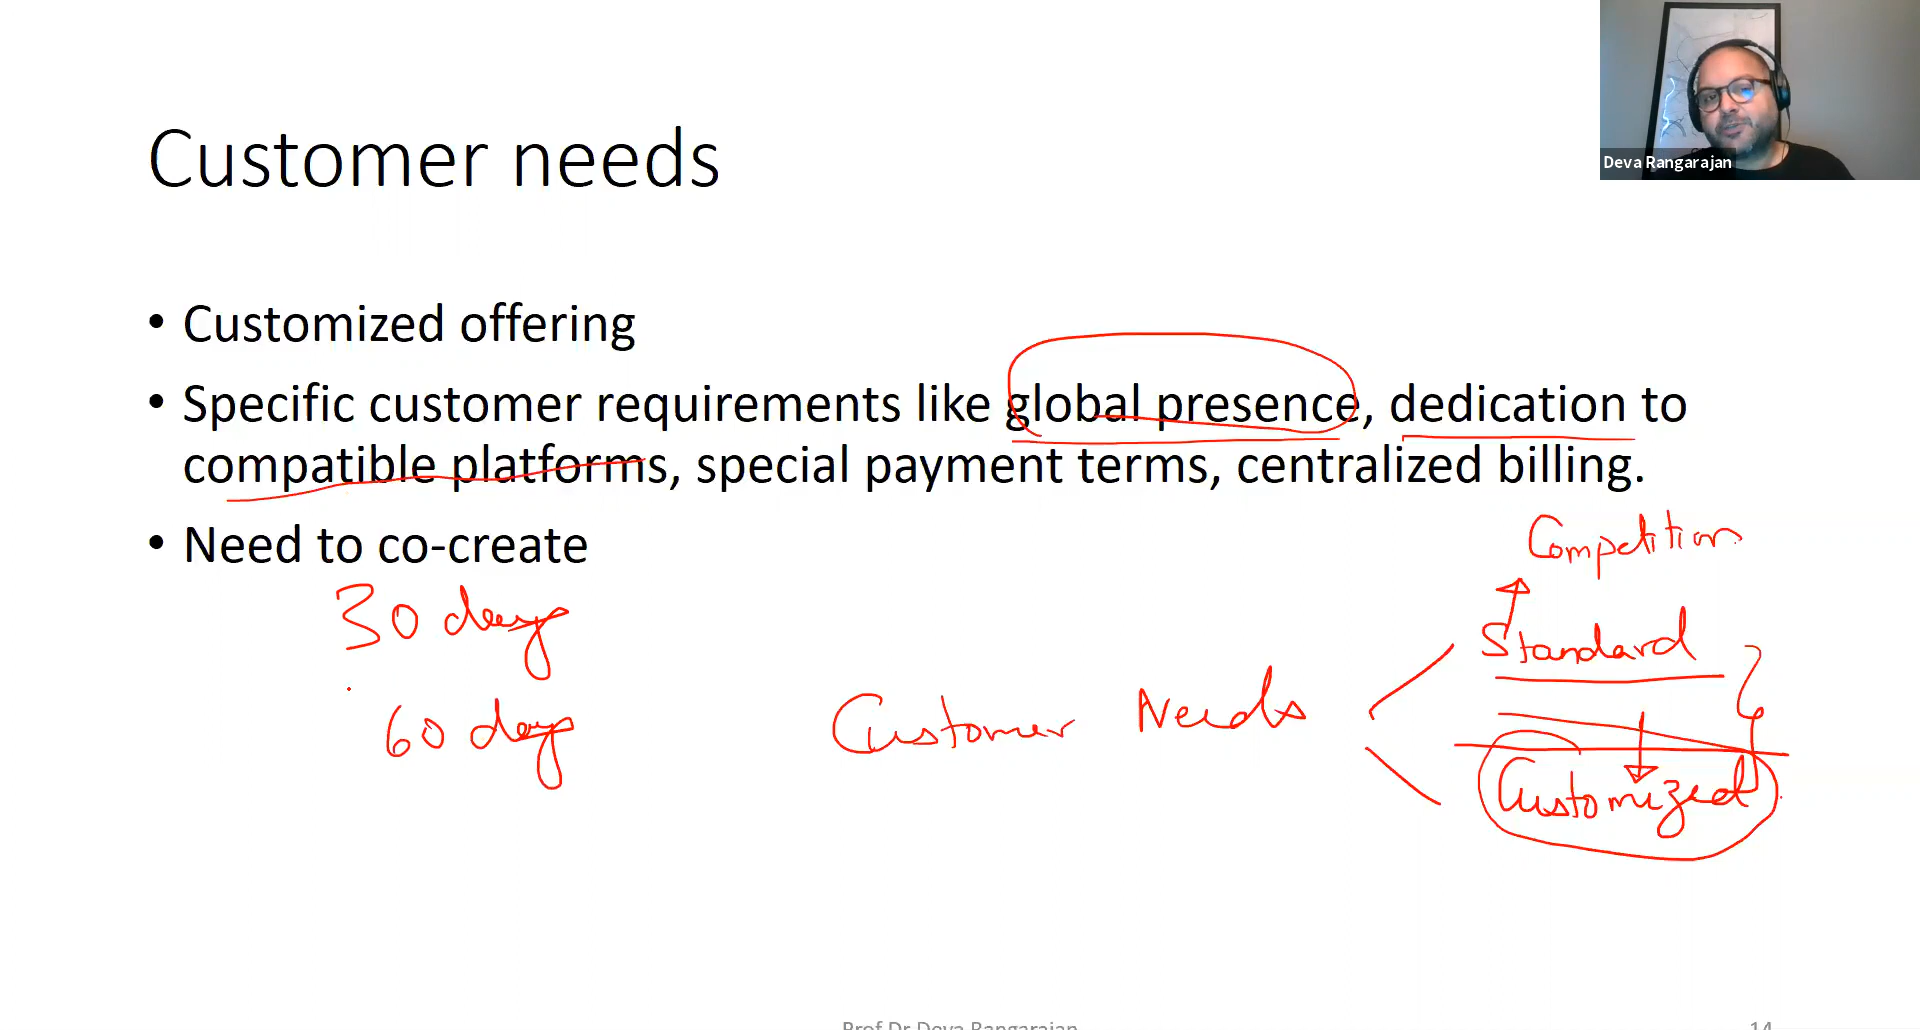 Deva Rangarajan
Customer needs
• Customized offering
• Specific customer requirements like global presence, dedication to
compatible platforms, special payment terms, centralized billing.
• Need to co-create
Competition
30 days
Standard
60 days
Customer Needs
Customized
Prof Dr Deva Rangarajan
14